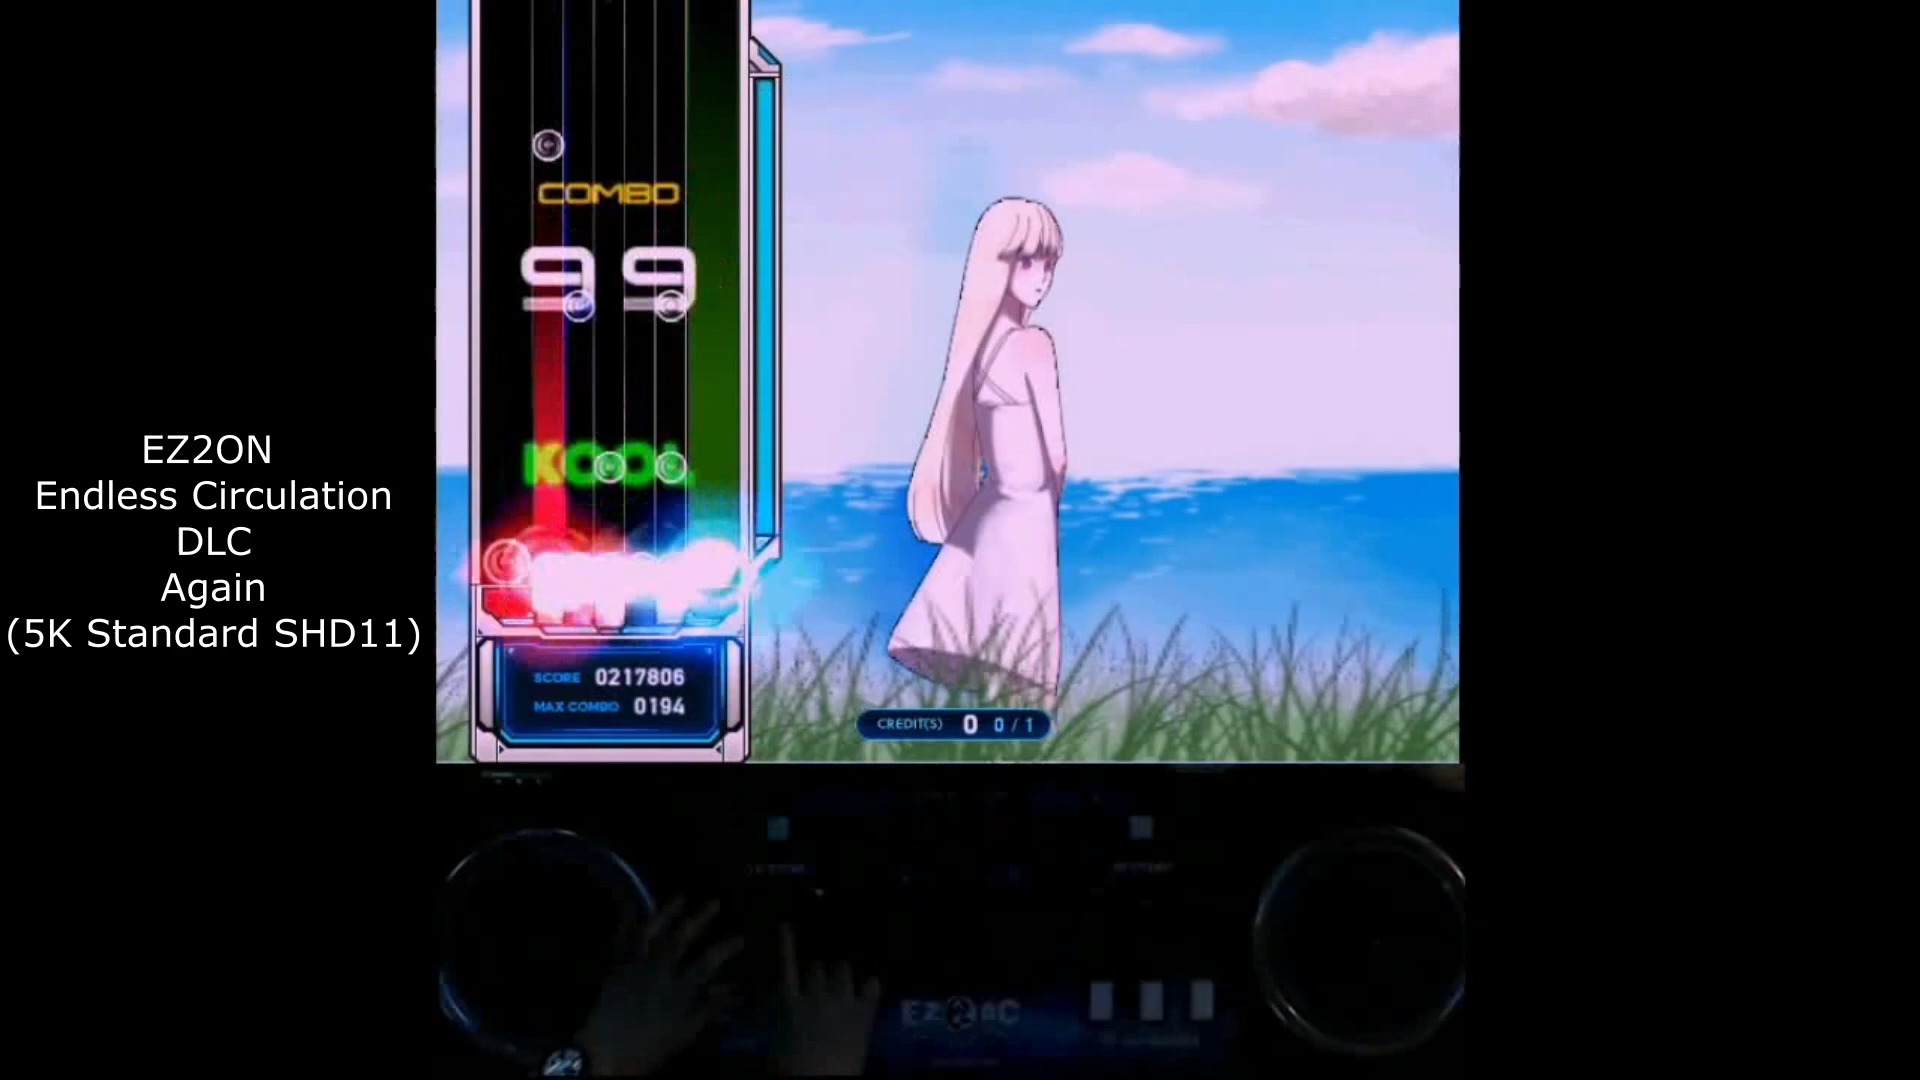 COMBO
99
KOOL
EZ2ON
Endless Circulation
DLC
Again
(5K Standard SHD11)
SCORE 0217806
MAX COMBO 0194
CREDIT(S) 0 0 / 1
EZ2AC